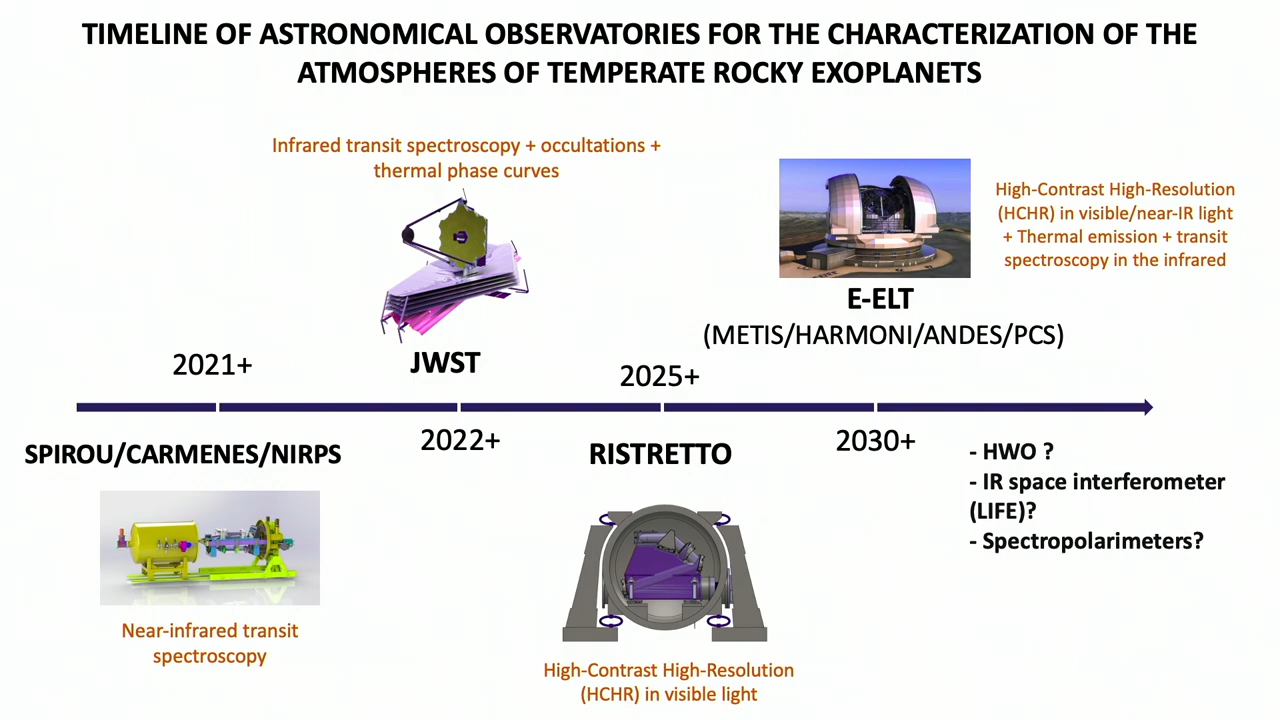 TIMELINE OF ASTRONOMICAL OBSERVATORIES FOR THE CHARACTERIZATION OF THE
ATMOSPHERES OF TEMPERATE ROCKY EXOPLANETS
Infrared transit spectroscopy + occultations +
thermal phase curves
High-Contrast High-Resolution
(HCHR) in visible/near-IR light
+ Thermal emission + transit
spectroscopy in the infrared
E-ELT
(METIS/HARMONI/ANDES/PCS)
2021+
JWST
2025+
SPIROU/CARMENES/NIRPS
2022+
RISTRETTO
2030+
- HWO ?
- IR space interferometer
(LIFE)?
- Spectropolarimeters?
Near-infrared transit
spectroscopy
High-Contrast High-Resolution
(HCHR) in visible light